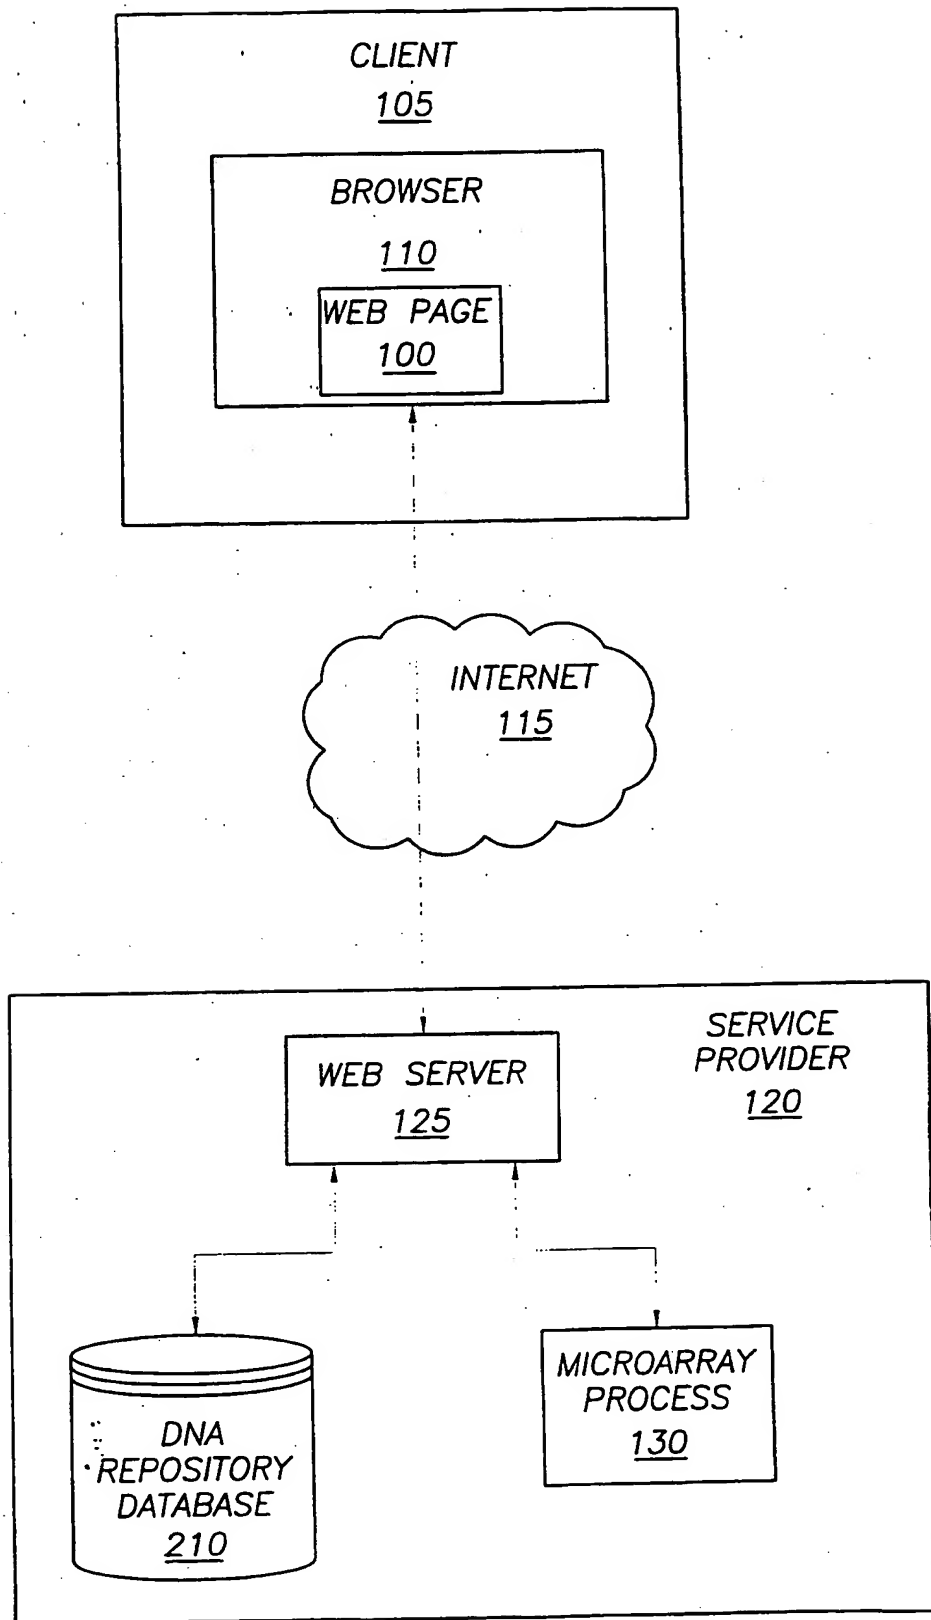 CLIENT
105
BROWSER
110
WEB PAGE
100
INTERNET
115
SERVICE
PROVIDER
120
WEB SERVER
125
DNA
REPOSITORY
DATABASE
210
MICROARRAY
PROCESS
130